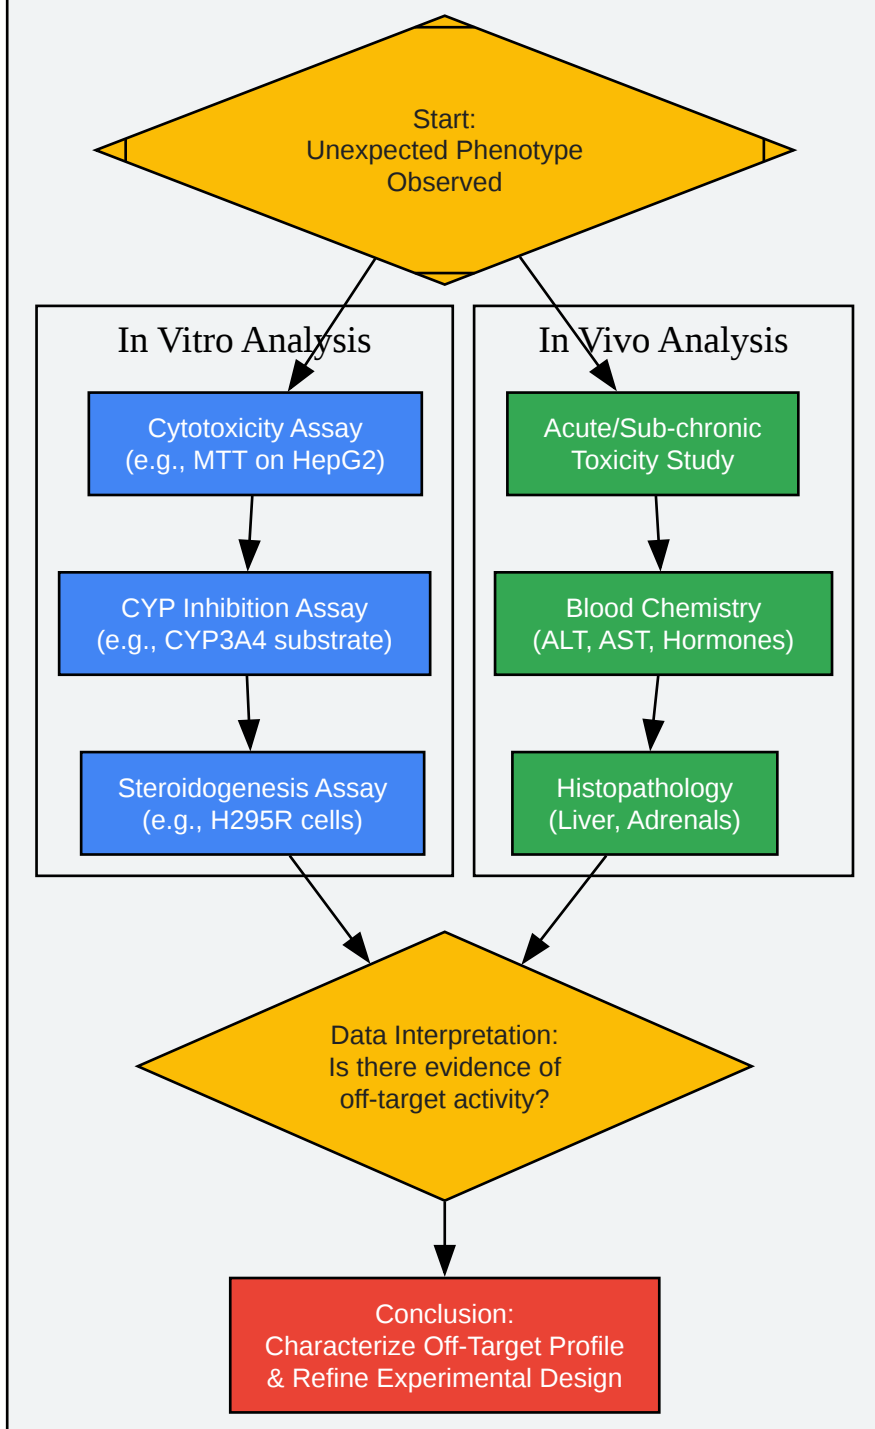 Start:
Unexpected Phenotype
Observed
In Vitro Analysis
Cytotoxicity Assay
(e.g., MTT on HepG2)
CYP Inhibition Assay
(e.g., CYP3A4 substrate)
Steroidogenesis Assay
(e.g., H295R cells)
In Vivo Analysis
Acute/Sub-chronic
Toxicity Study
Blood Chemistry
(ALT, AST, Hormones)
Histopathology
(Liver, Adrenals)
Data Interpretation:
Is there evidence of
off-target activity?
Conclusion:
Characterize Off-Target Profile
& Refine Experimental Design